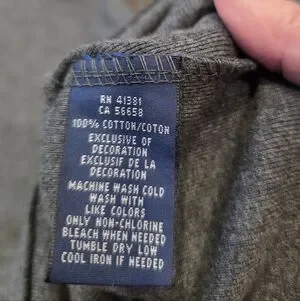 RN 41381
CA 56658
100% COTTON/COTON
EXCLUSIVE OF
DECORATION
EXCLUSIF DE LA
DECORATION
MACHINE WASH COLD
WASH WITH
LIKE COLORS
ONLY NON-CHLORINE
BLEACH WHEN NEEDED
TUMBLE DRY LOW
COOL IRON IF NEEDED